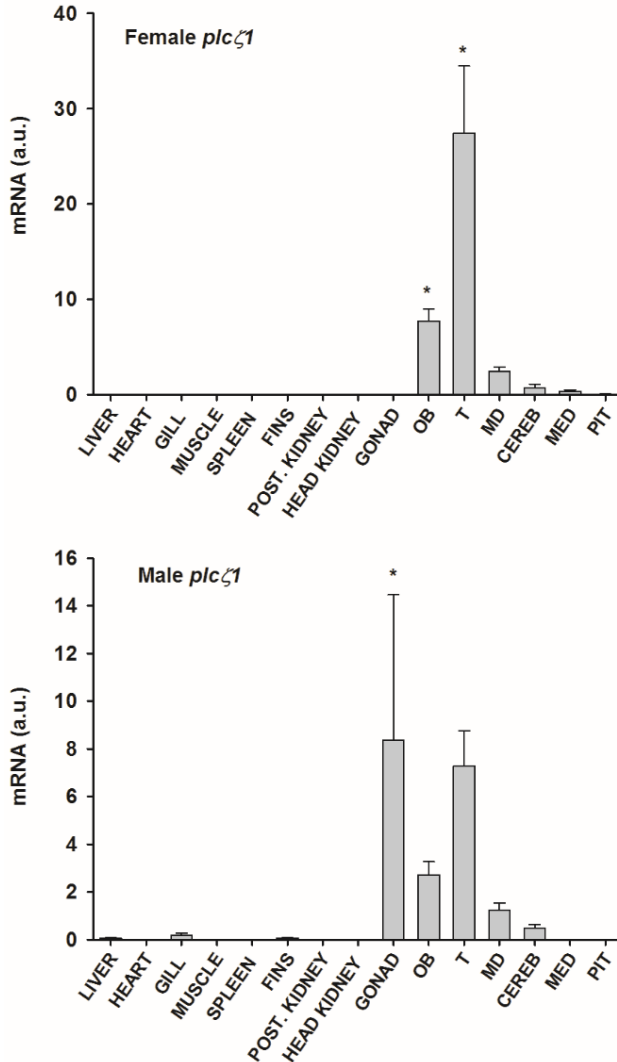 Female plcζ1
mRNA (a.u.)
40
30
20
10
0
*
*
LIVER
HEART
GILL
MUSCLE
SPLEEN
FINS
POST. KIDNEY
HEAD KIDNEY
GONAD
OB
T
MD
CEREB
MED
PIT
Male plcζ1
mRNA (a.u.)
16
14
12
10
8
6
4
2
0
*
LIVER
HEART
GILL
MUSCLE
SPLEEN
FINS
POST. KIDNEY
HEAD KIDNEY
GONAD
OB
T
MD
CEREB
MED
PIT